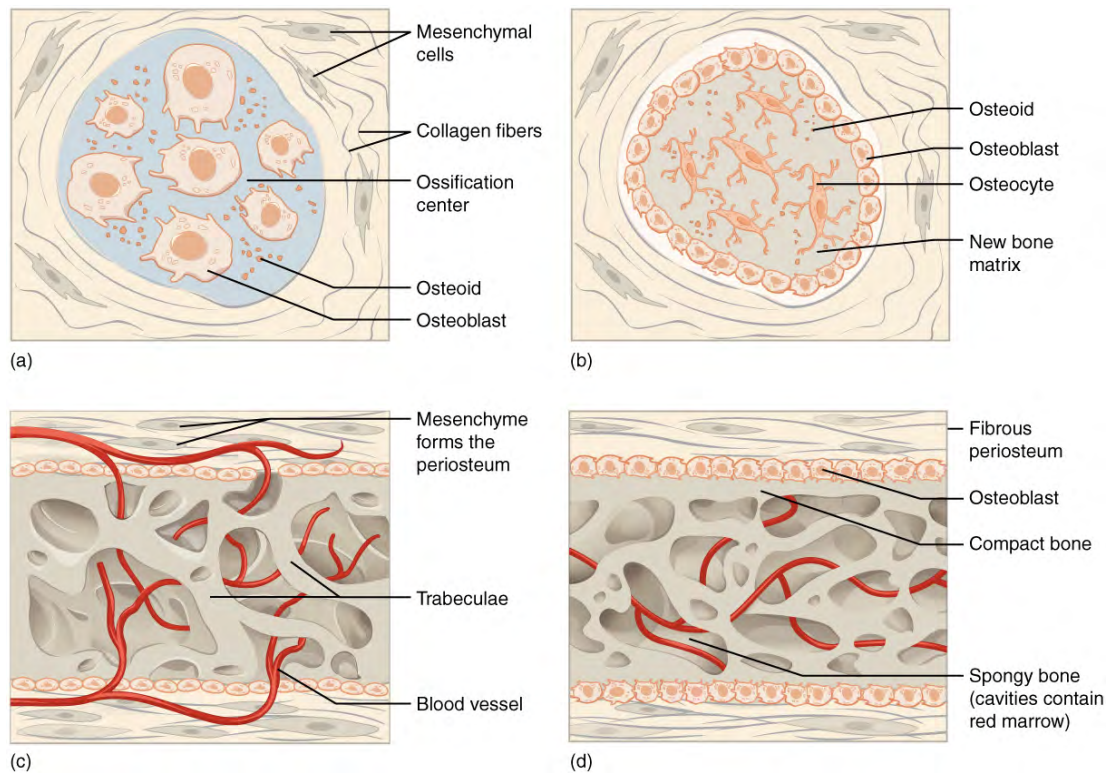 Mesenchymal
cells
Collagen fibers
Ossification
center
Osteoid
Osteoblast
(a)
Osteoid
Osteoblast
Osteocyte
New bone
matrix
(b)
Mesenchyme
forms the
periosteum
Trabeculae
Blood vessel
(c)
Fibrous
periosteum
Osteoblast
Compact bone
Spongy bone
(cavities contain
red marrow)
(d)